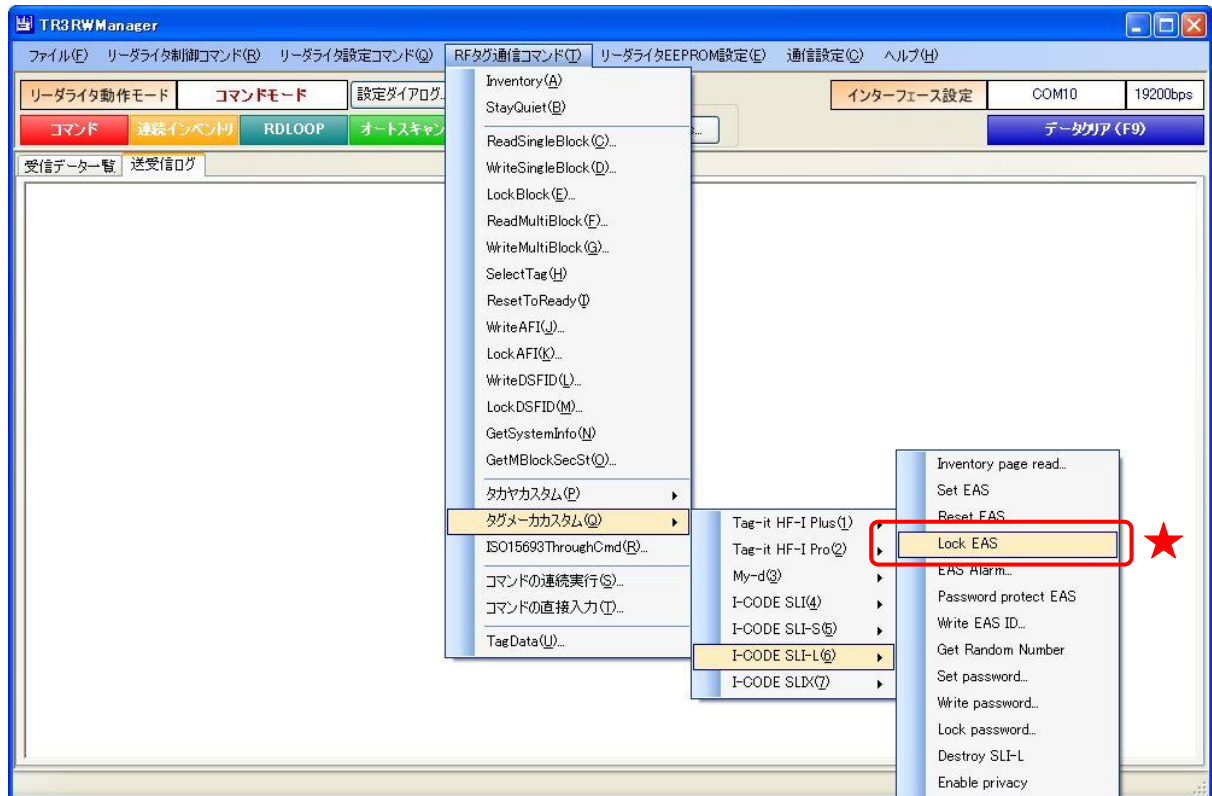 TR3RWManager
ファイル(F) リーダライタ制御コマンド(R) リーダライタ設定コマンド(Q) RFタグ通信コマンド(T) リーダライタEEPROM設定(E) 通信設定(C) ヘルプ(H)
リーダライタ動作モード コマンドモード 設定ダイアログ... インターフェース設定 COM10 19200bps
コマンド 連続インベントリ RDLOOP オートスキャン データクリア(F9)
受信データ一覧 送受信ログ
Inventory(A)
StayQuiet(B)
ReadSingleBlock(C)...
WriteSingleBlock(D)...
LockBlock(E)...
ReadMultiBlock(F)...
WriteMultiBlock(G)...
SelectTag(H)
ResetToReady(I)
WriteAFI(J)...
LockAFI(K)...
WriteDSFID(L)...
LockDSFID(M)...
GetSystemInfo(N)
GetMBlockSecSt(O)...
タカヤカスタム(P)
タグメーカカスタム(Q)
ISO15693ThroughCmd(R)...
コマンドの連続実行(S)...
コマンドの直接入力(T)...
TagData(U)...
Tag-it HF-I Plus(1)
Tag-it HF-I Pro(2)
My-d(3)
I-CODE SLI(4)
I-CODE SLI-S(5)
I-CODE SLI-L(6)
I-CODE SLIX(7)
Inventory page read...
Set EAS
Reset EAS
Lock EAS
EAS Alarm...
Password protect EAS
Write EAS ID...
Get Random Number
Set password...
Write password...
Lock password...
Destroy SLI-L
Enable privacy